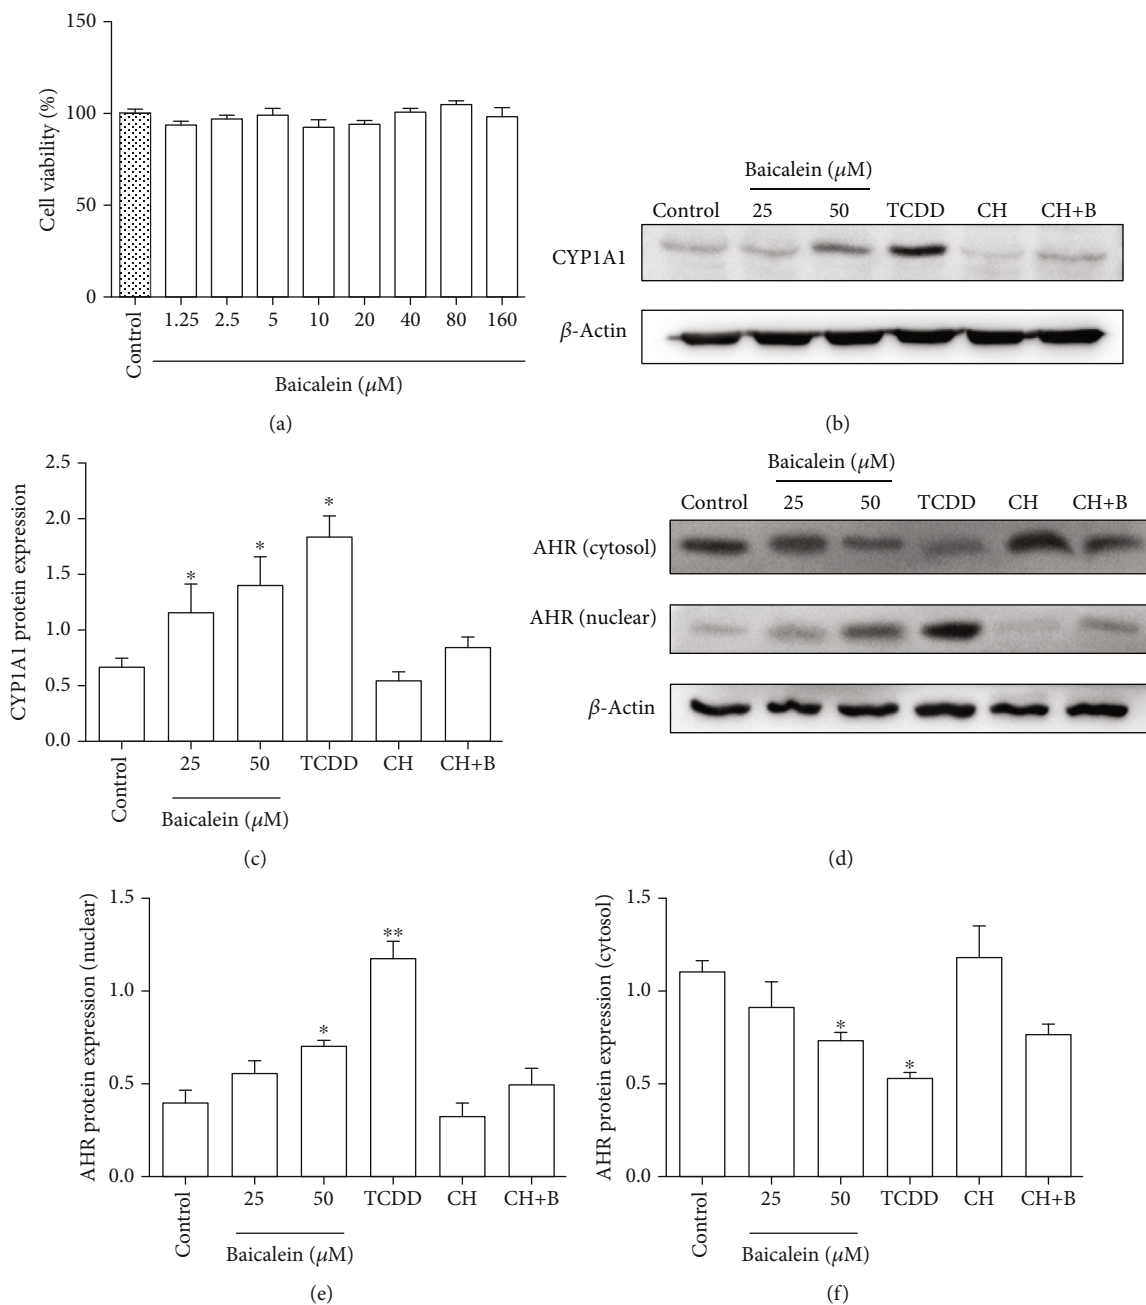 150
100
50
0
Cell viability (%)
Control
1.25 2.5 5 10 20 40 80 160
Baicalein (μM)
(a)
Baicalein (μM)
Control 25 50 TCDD CH CH+B
CYP1A1
β-Actin
(b)
2.5
2.0
1.5
1.0
0.5
0.0
CYP1A1 protein expression
* * *
Control 25 50 TCDD CH CH+B
Baicalein (μM)
(c)
Baicalein (μM)
Control 25 50 TCDD CH CH+B
AHR (cytosol)
AHR (nuclear)
β-Actin
(d)
1.5
1.0
0.5
0.0
AHR protein expression (nuclear)
* **
Control 25 50 TCDD CH CH+B
Baicalein (μM)
(e)
1.5
1.0
0.5
0.0
AHR protein expression (cytosol)
* *
Control 25 50 TCDD CH CH+B
Baicalein (μM)
(f)